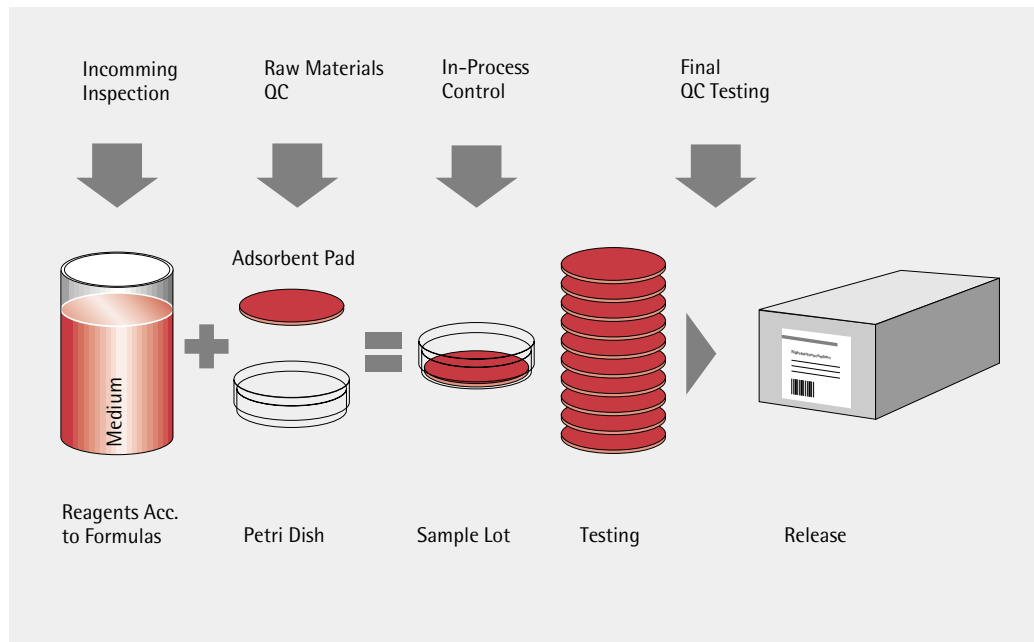 Incomming
Inspection
Raw Materials
QC
In-Process
Control
Final
QC Testing
Adsorbent Pad
Medium
Reagents Acc.
to Formulas
Petri Dish
Sample Lot
Testing
Release